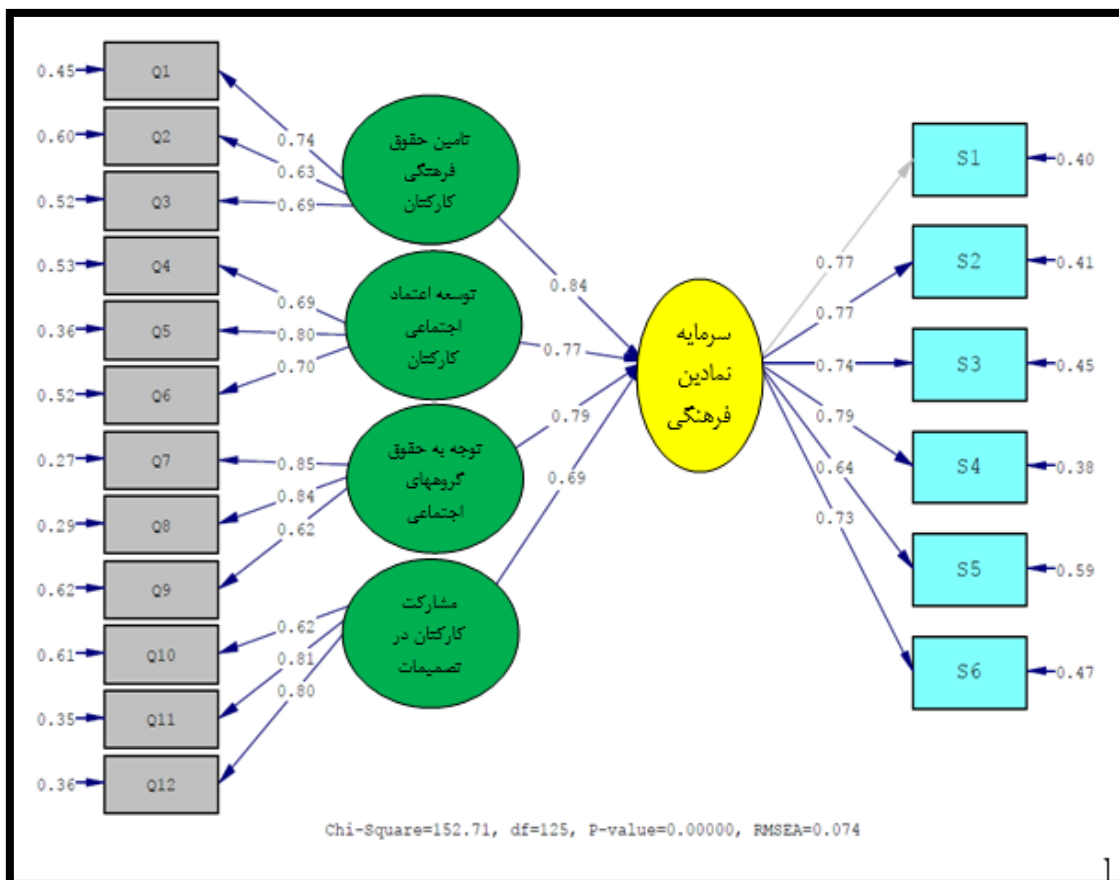 0.45
Q1
0.60
Q2
0.52
Q3
0.53
Q4
0.36
Q5
0.52
Q6
0.27
Q7
0.29
Q8
0.62
Q9
0.61
Q10
0.35
Q11
0.36
Q12
0.74
0.63
0.69
0.69
0.80
0.70
0.85
0.84
0.62
0.62
0.81
0.80
تامین حقوق
فرهنگی
کارکنان
توسعه اعتماد
اجتماعی
کارکنان
توجه به حقوق
گروههای
اجتماعی
مشارکت
کارکنان در
تصمیمات
0.84
0.77
0.79
0.69
سرمایه
نمادین
فرهنگی
0.77
0.77
0.74
0.79
0.64
0.73
S1
0.40
S2
0.41
S3
0.45
S4
0.38
S5
0.59
S6
0.47
Chi-Square=152.71, df=125, P-value=0.00000, RMSEA=0.074
1